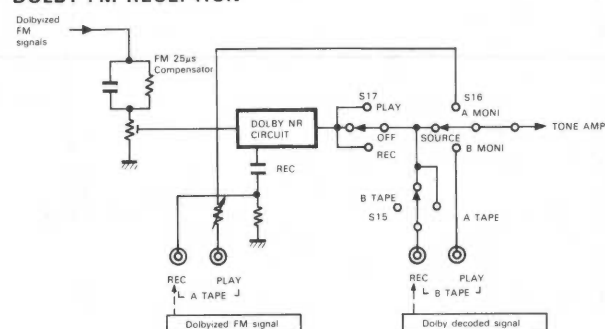 DOLBY FM RECEPTION
Dolbyized
FM
signals
FM 25μs
Compensator
DOLBY NR
CIRCUIT
REC
S17
PLAY
OFF
REC
S16
A MONI
SOURCE
B MONI
TONE AMP
B TAPE
S15
A TAPE
REC
PLAY
A TAPE
REC
PLAY
B TAPE
Dolbyized FM signal
Dolby decoded signal